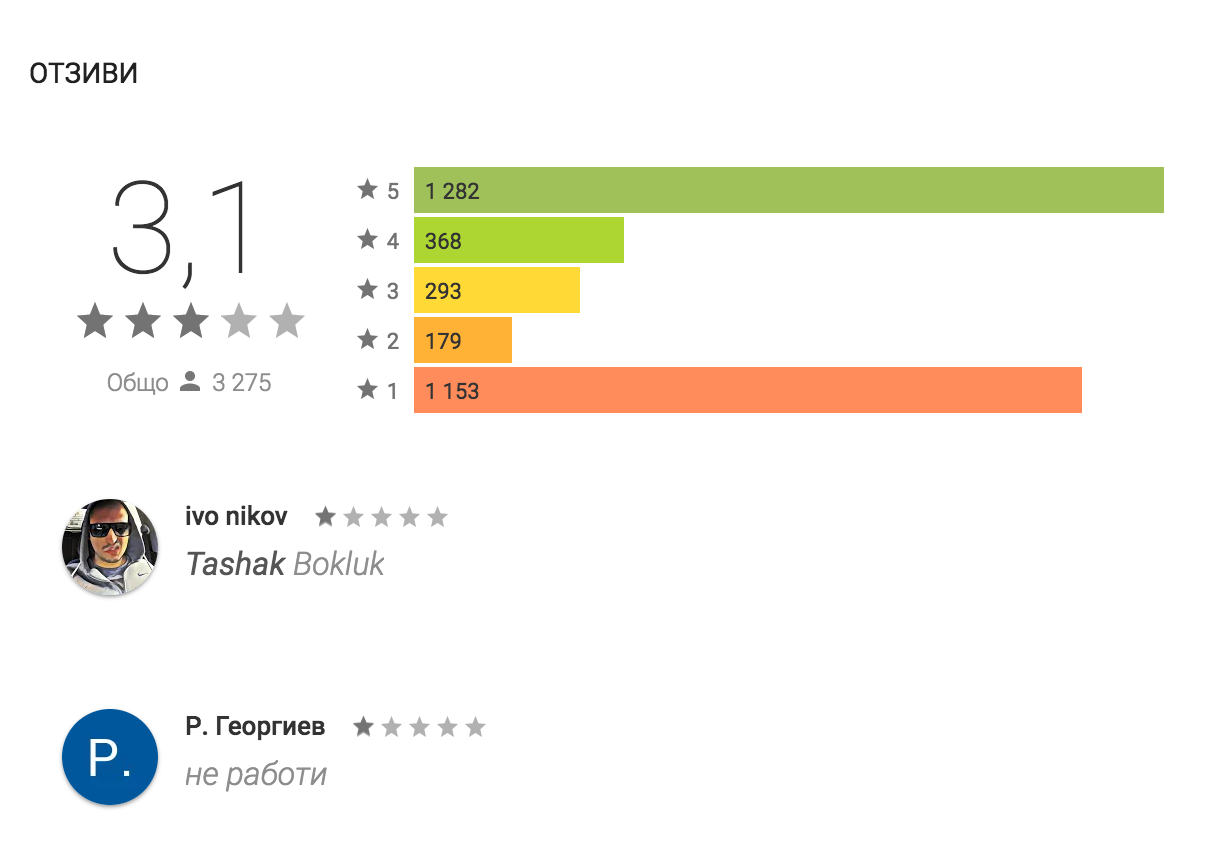 ОТЗИВИ
3,1
Общо 3 275
5 1 282
4 368
3 293
2 179
1 1 153
ivo nikov
Tashak Bokluk
Р.
Р. Георгиев
не работи